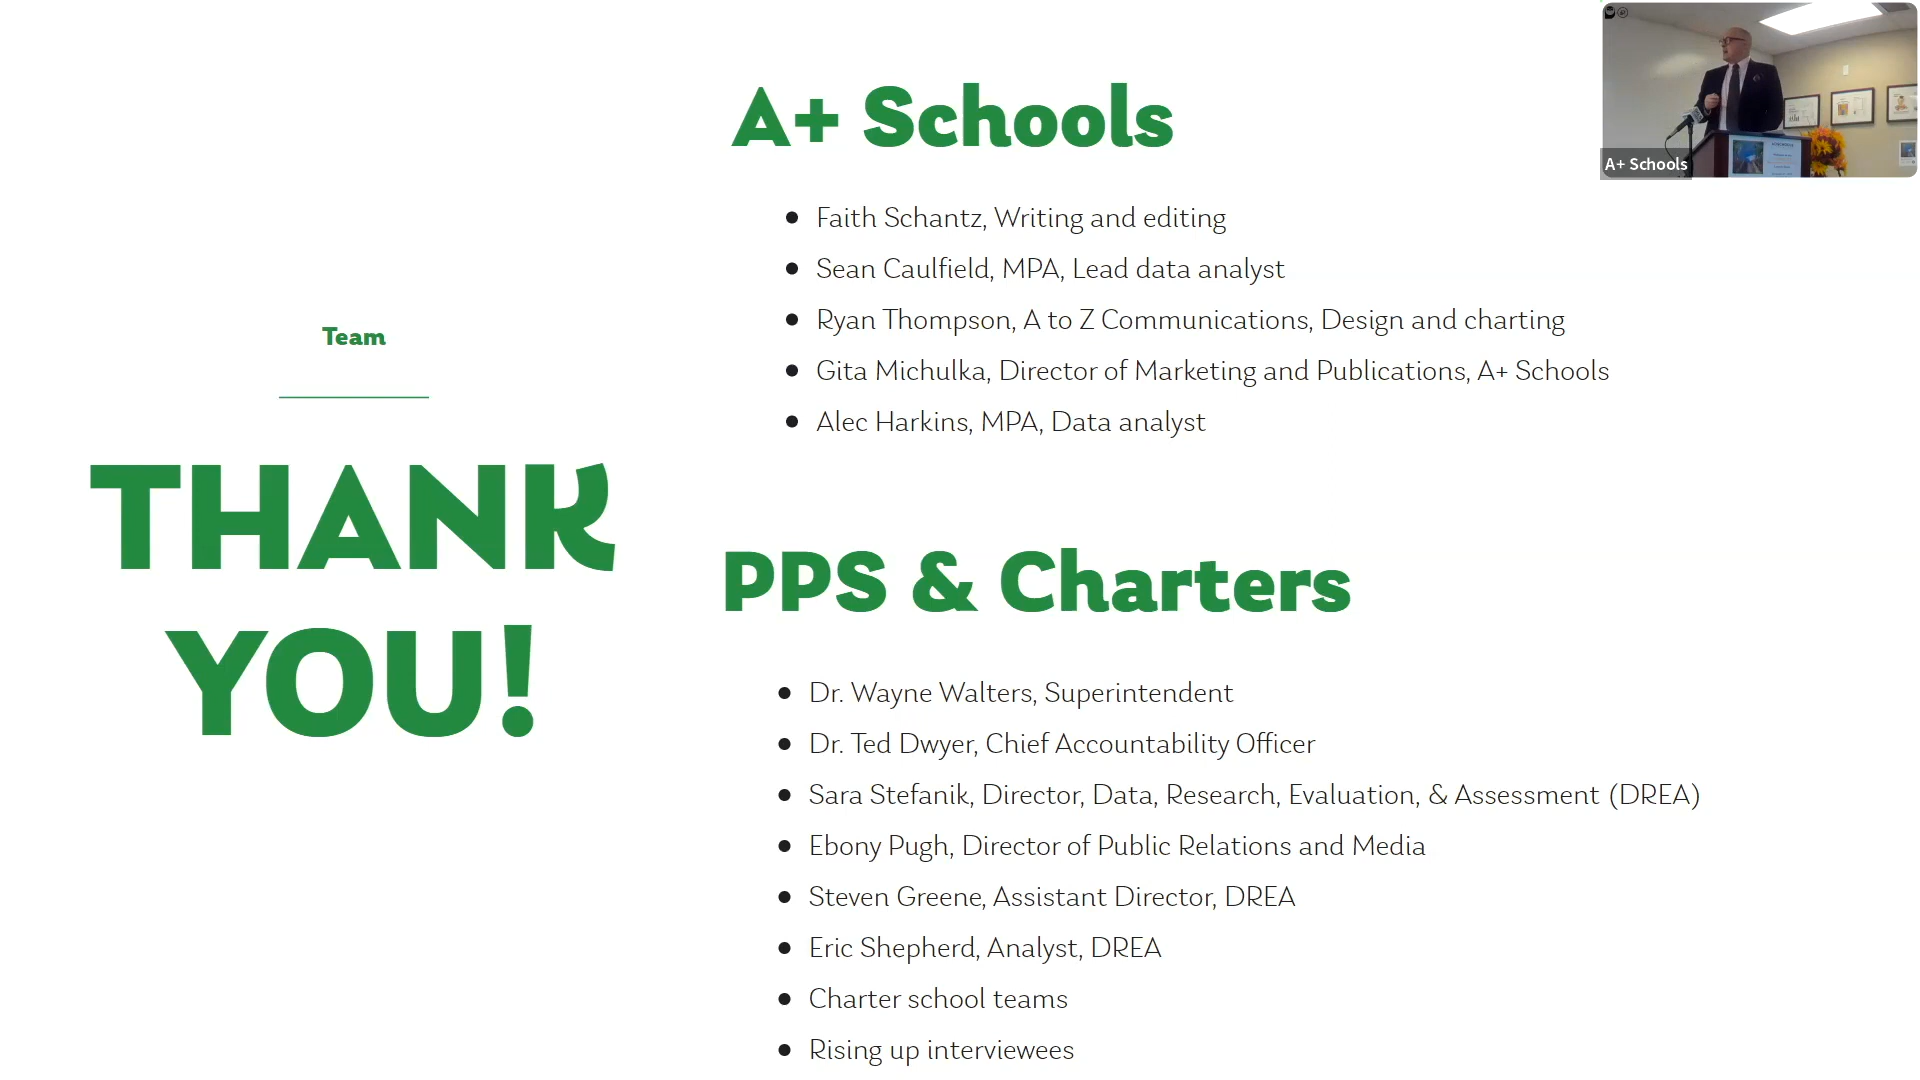 Team
THANK
YOU!
A+ Schools
Faith Schantz, Writing and editing
Sean Caulfield, MPA, Lead data analyst
Ryan Thompson, A to Z Communications, Design and charting
Gita Michulka, Director of Marketing and Publications, A+ Schools
Alec Harkins, MPA, Data analyst
PPS & Charters
Dr. Wayne Walters, Superintendent
Dr. Ted Dwyer, Chief Accountability Officer
Sara Stefanik, Director, Data, Research, Evaluation, & Assessment (DREA)
Ebony Pugh, Director of Public Relations and Media
Steven Greene, Assistant Director, DREA
Eric Shepherd, Analyst, DREA
Charter school teams
Rising up interviewees
A+ Schools